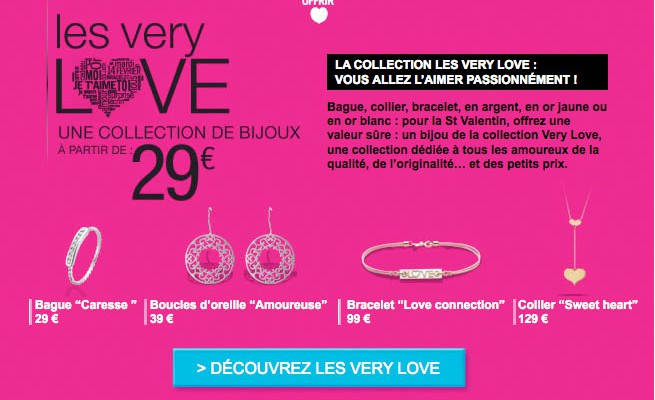 OFFRIR
les very
LOVE
MOI
14 FÉVRIER
JE T'AIME TOI
surprise
UNE COLLECTION DE BIJOUX
À PARTIR DE :
29€
LA COLLECTION LES VERY LOVE :
VOUS ALLEZ L'AIMER PASSIONNÉMENT !
Bague, collier, bracelet, en argent, en or jaune ou
en or blanc : pour la St Valentin, offrez une
valeur sûre : un bijou de la collection Very Love,
une collection dédiée à tous les amoureux de la
qualité, de l'originalité... et des petits prix.
LOVE
Bague “Caresse ”
29 €
Boucles d'oreille “Amoureuse”
39 €
Bracelet “Love connection”
99 €
Collier “Sweet heart”
129 €
> DÉCOUVREZ LES VERY LOVE